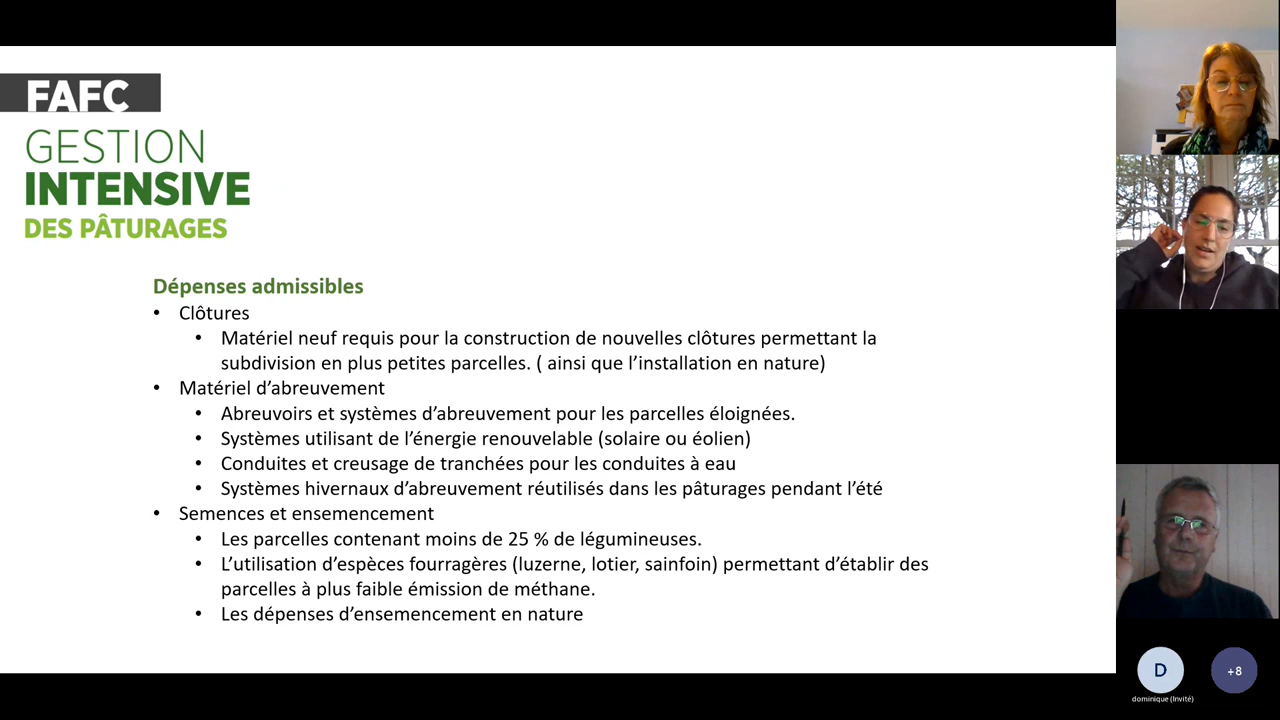 FAFC
GESTION
INTENSIVE
DES PÂTURAGES
Dépenses admissibles
• Clôtures
• Matériel neuf requis pour la construction de nouvelles clôtures permettant la
subdivision en plus petites parcelles. ( ainsi que l’installation en nature)
• Matériel d’abreuvement
• Abreuvoirs et systèmes d’abreuvement pour les parcelles éloignées.
• Systèmes utilisant de l’énergie renouvelable (solaire ou éolien)
• Conduites et creusage de tranchées pour les conduites à eau
• Systèmes hivernaux d’abreuvement réutilisés dans les pâturages pendant l’été
• Semences et ensemencement
• Les parcelles contenant moins de 25 % de légumineuses.
• L’utilisation d’espèces fourragères (luzerne, lotier, sainfoin) permettant d’établir des
parcelles à plus faible émission de méthane.
• Les dépenses d’ensemencement en nature
D
+8
dominique (Invité)